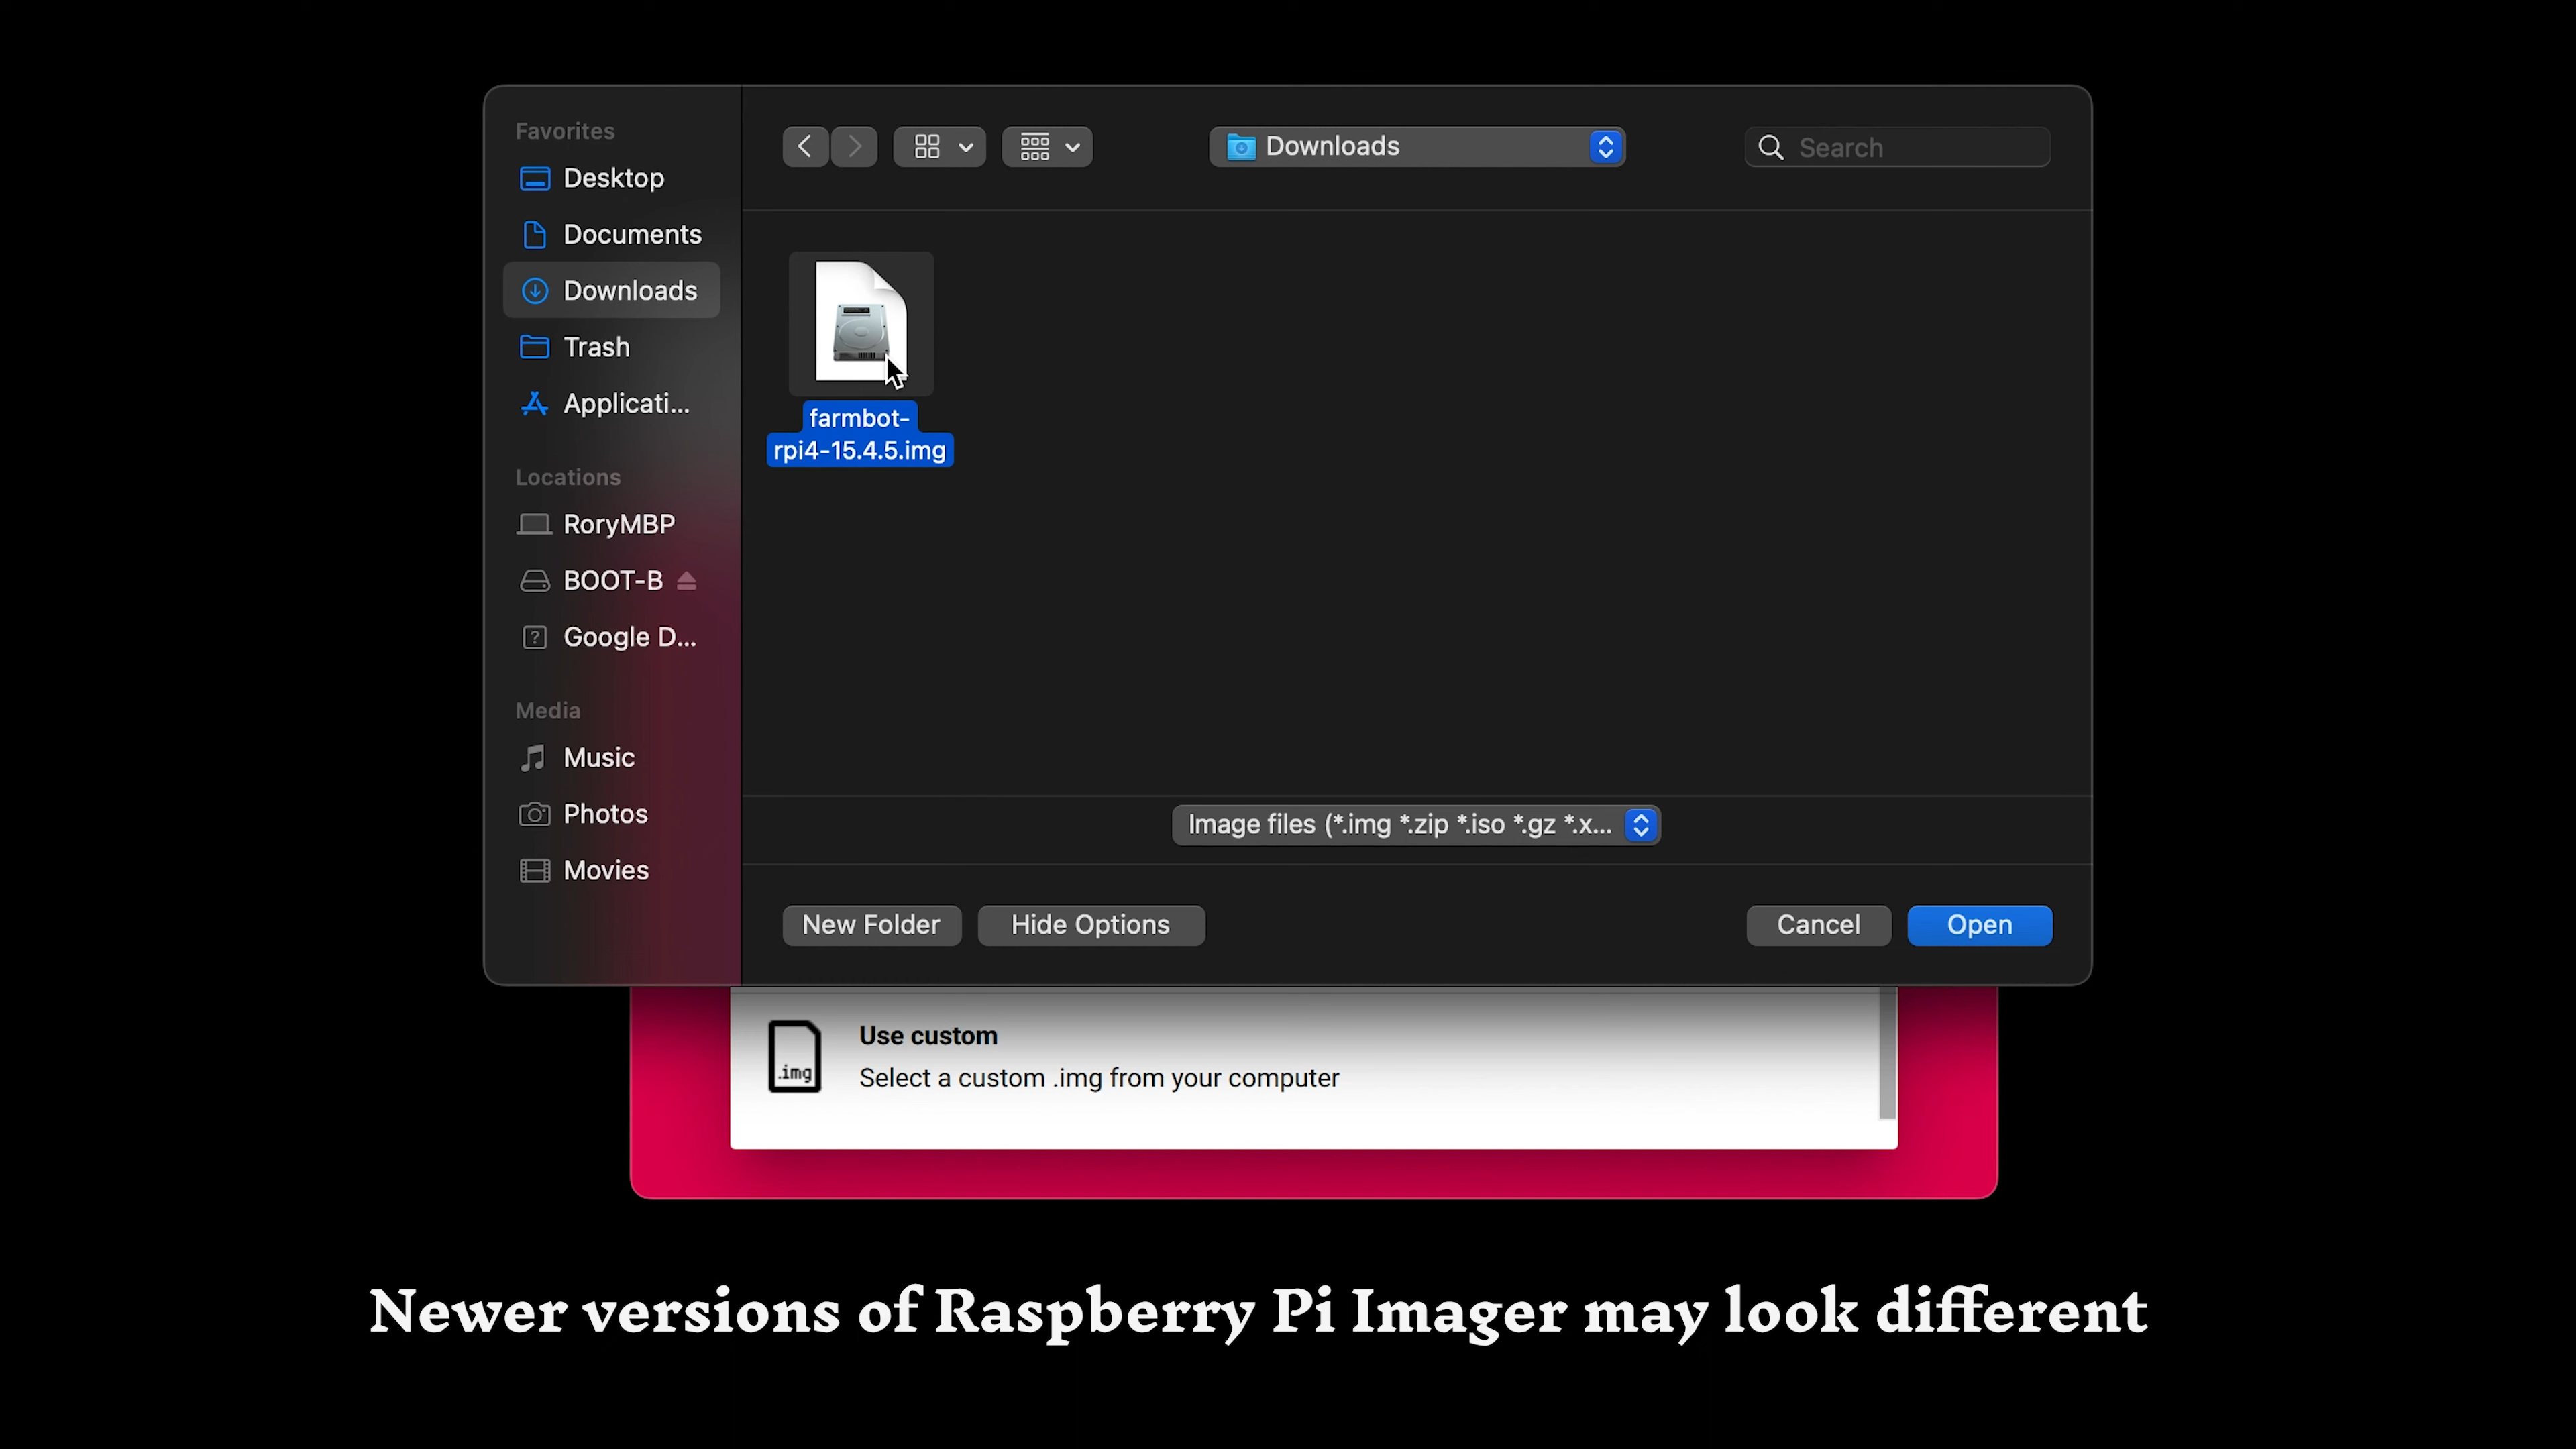 Favorites
Desktop
Documents
Downloads
Trash
Applicati...
Locations
RoryMBP
BOOT-B
Google D...
Media
Music
Photos
Movies
Downloads
Search
farmbot-
rpi4-15.4.5.img
Image files (*.img *.zip *.iso *.gz *.x...
New Folder
Hide Options
Cancel
Open
.img
Use custom
Select a custom .img from your computer
Newer versions of Raspberry Pi Imager may look different